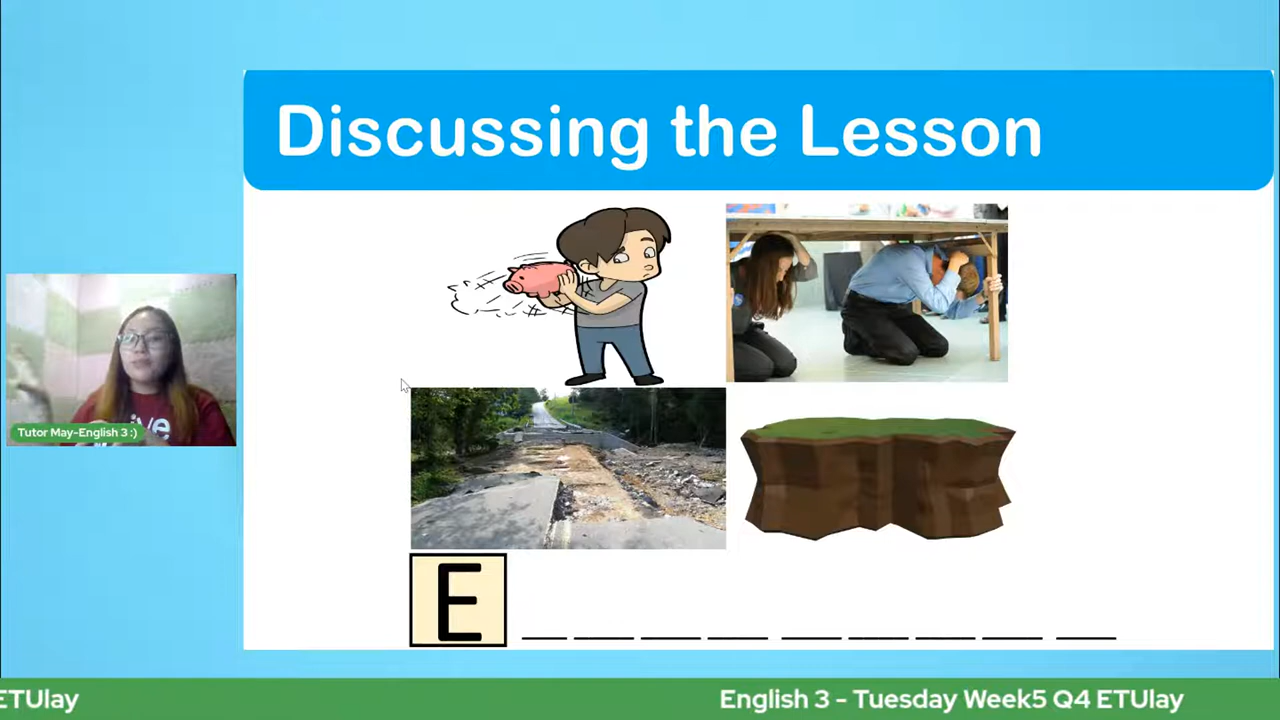 Discussing the Lesson
Tutor May-English 3 :)
E _ _ _ _ _ _ _ _ _
ETUlay
English 3 - Tuesday Week5 Q4 ETUlay